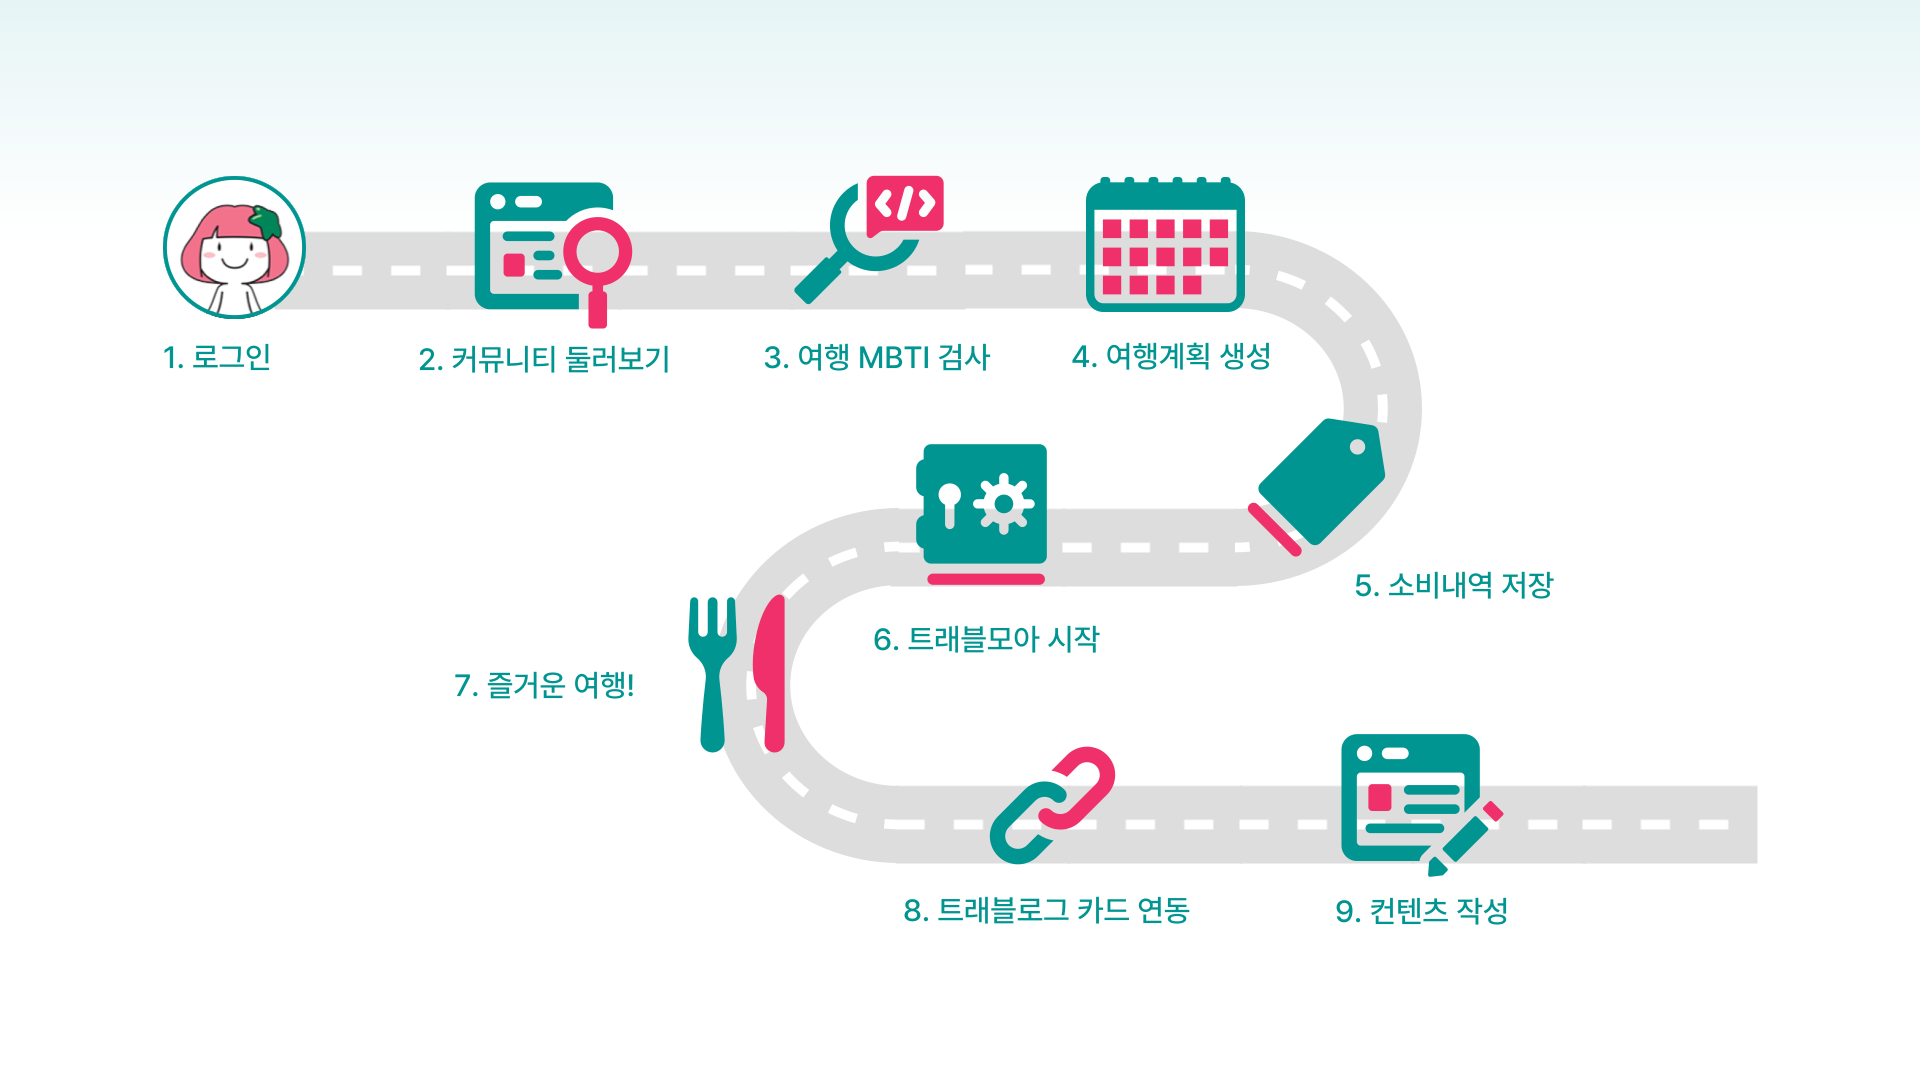 1. 로그인
2. 커뮤니티 둘러보기
3. 여행 MBTI 검사
4. 여행계획 생성
5. 소비내역 저장
6. 트래블모아 시작
7. 즐거운 여행!
8. 트래블로그 카드 연동
9. 컨텐츠 작성